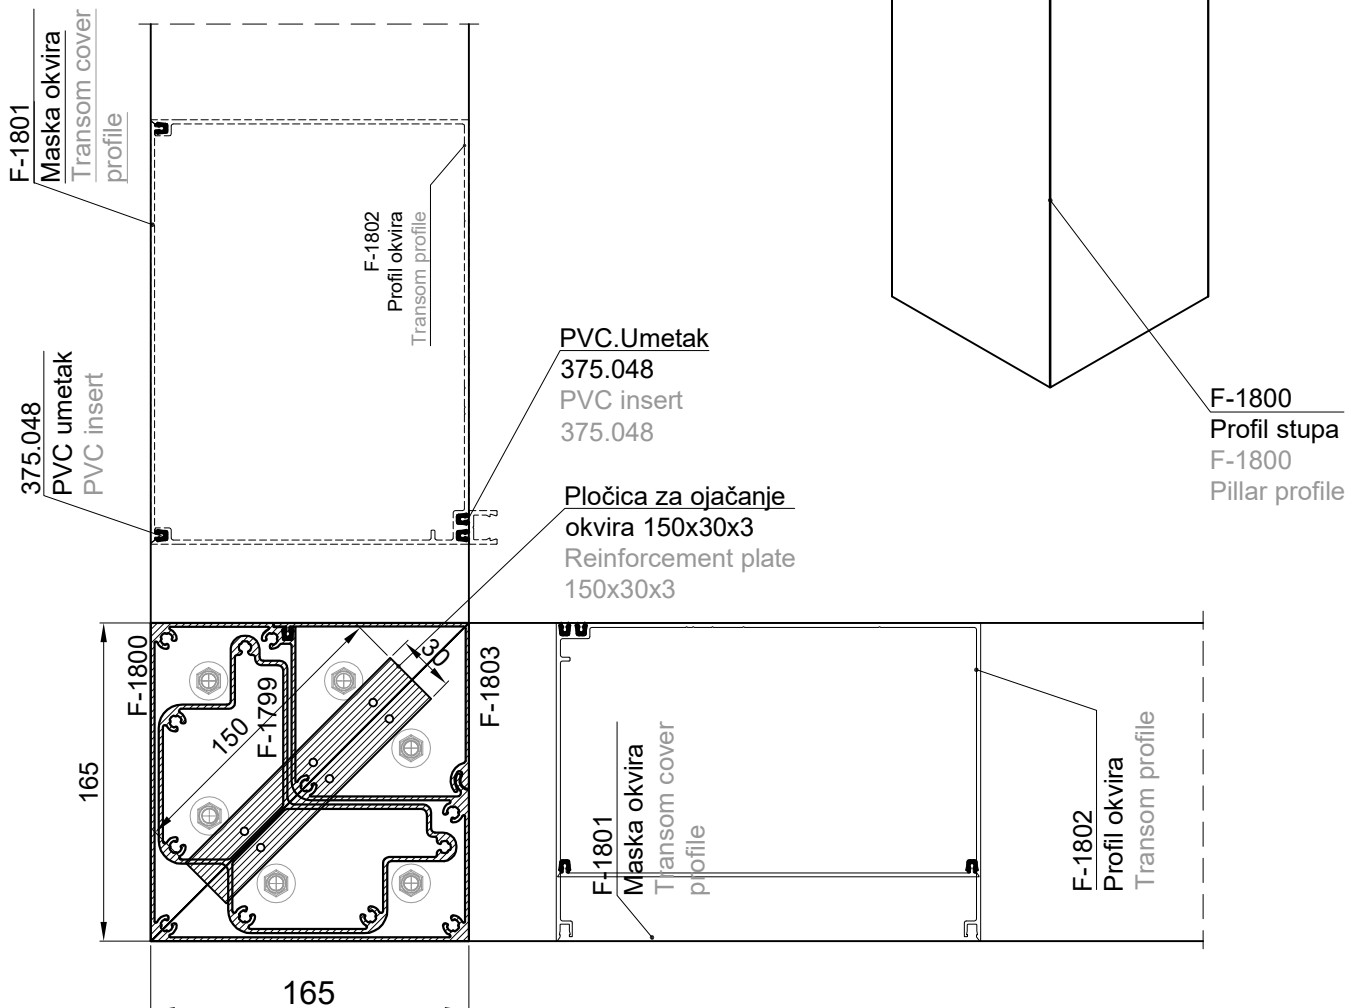 F-1801
Maska okvira
Transom cover
profile
F-1802
Profil okvira
Transom profile
375.048
PVC umetak
PVC insert
PVC.Umetak
375.048
PVC insert
375.048
Pločica za ojačanje
okvira 150x30x3
Reinforcement plate
150x30x3
F-1800
Profil stupa
F-1800
Pillar profile
F-1800
F-1799
F-1803
150
30
165
165
F-1801
Maska okvira
Transom cover
profile
F-1802
Profil okvira
Transom profile